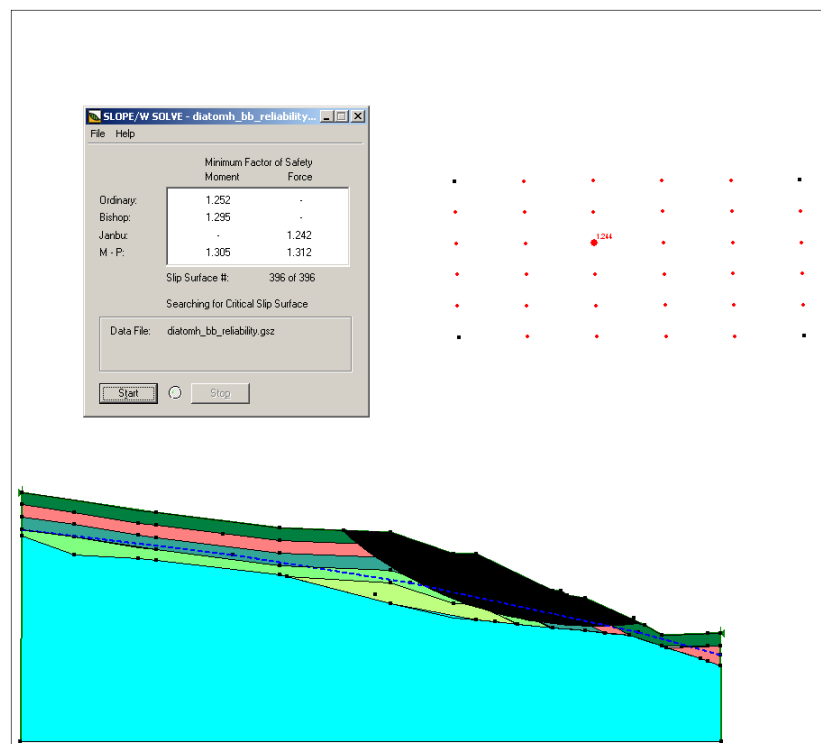 SLOPE/W SOLVE - diatomh_bb_reliability...
File Help
Minimum Factor of Safety
Moment Force
Ordinary: 1.252 -
Bishop: 1.295 -
Janbu: - 1.242
M - P: 1.305 1.312
Slip Surface #: 396 of 396
Searching for Critical Slip Surface
Data File: diatomh_bb_reliability.gsz
Start Stop
1.244